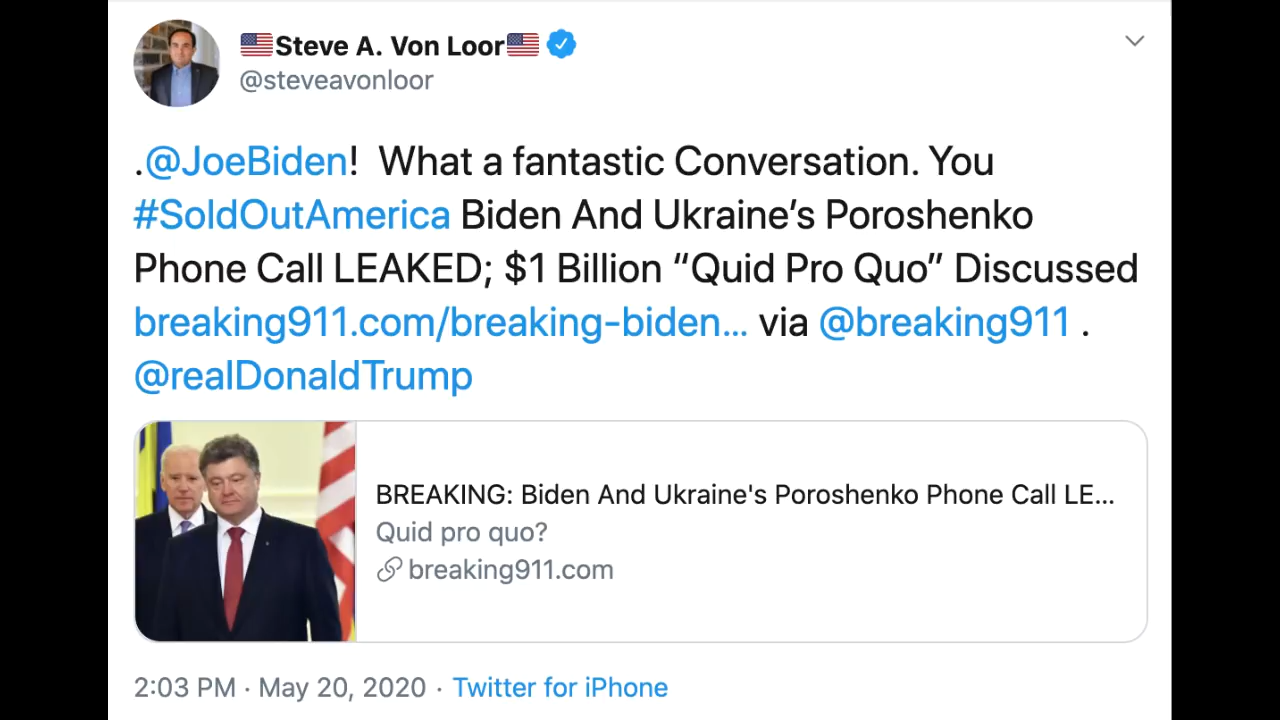 🇺🇸Steve A. Von Loor🇺🇸
@steveavonloor
.@JoeBiden!  What a fantastic Conversation. You
#SoldOutAmerica Biden And Ukraine’s Poroshenko
Phone Call LEAKED; $1 Billion “Quid Pro Quo” Discussed
breaking911.com/breaking-biden... via @breaking911 .
@realDonaldTrump
BREAKING: Biden And Ukraine's Poroshenko Phone Call LE...
Quid pro quo?
breaking911.com
2:03 PM · May 20, 2020 · Twitter for iPhone